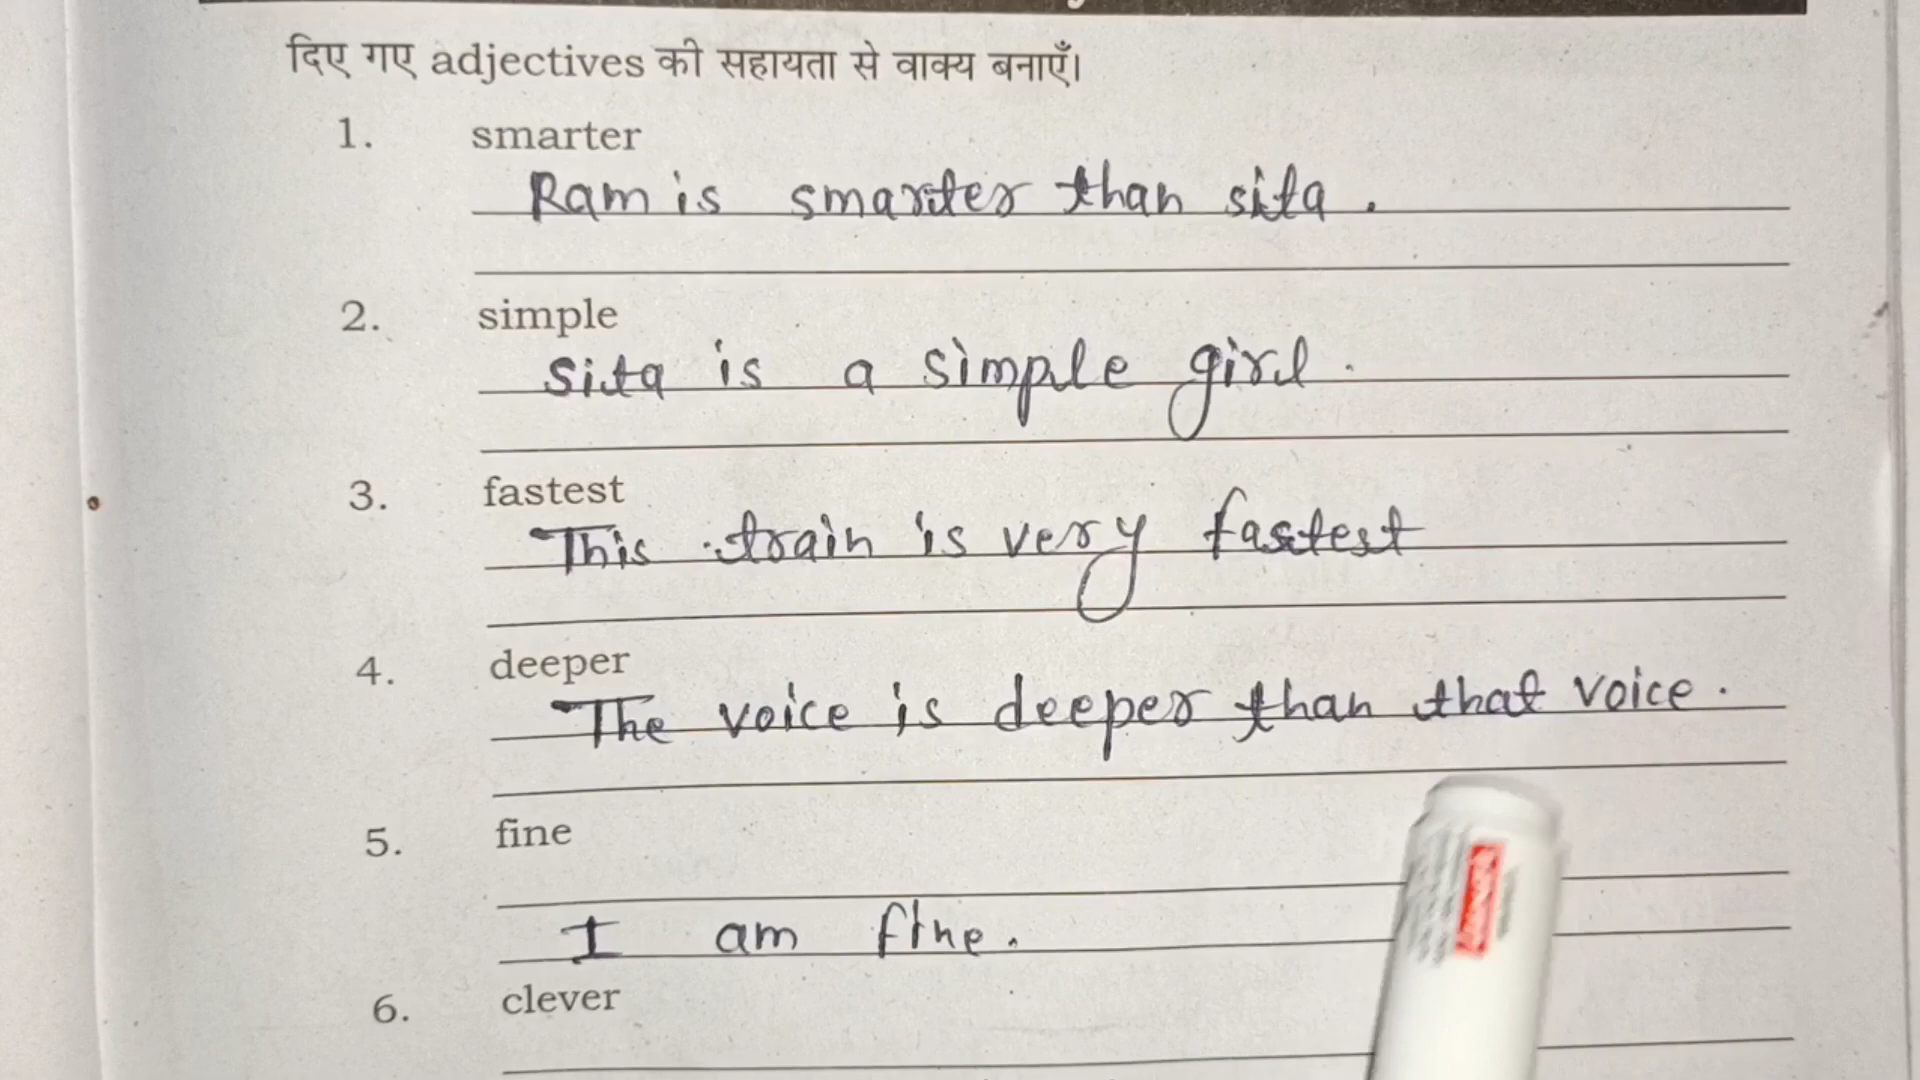 दिए गए adjectives की सहायता से वाक्य बनाएँ।
1. smarter
Ram is smarter than sita.
2. simple
Sita is a simple girl.
3. fastest
This train is very fastest
4. deeper
The voice is deeper than that voice.
5. fine
I am fine.
6. clever